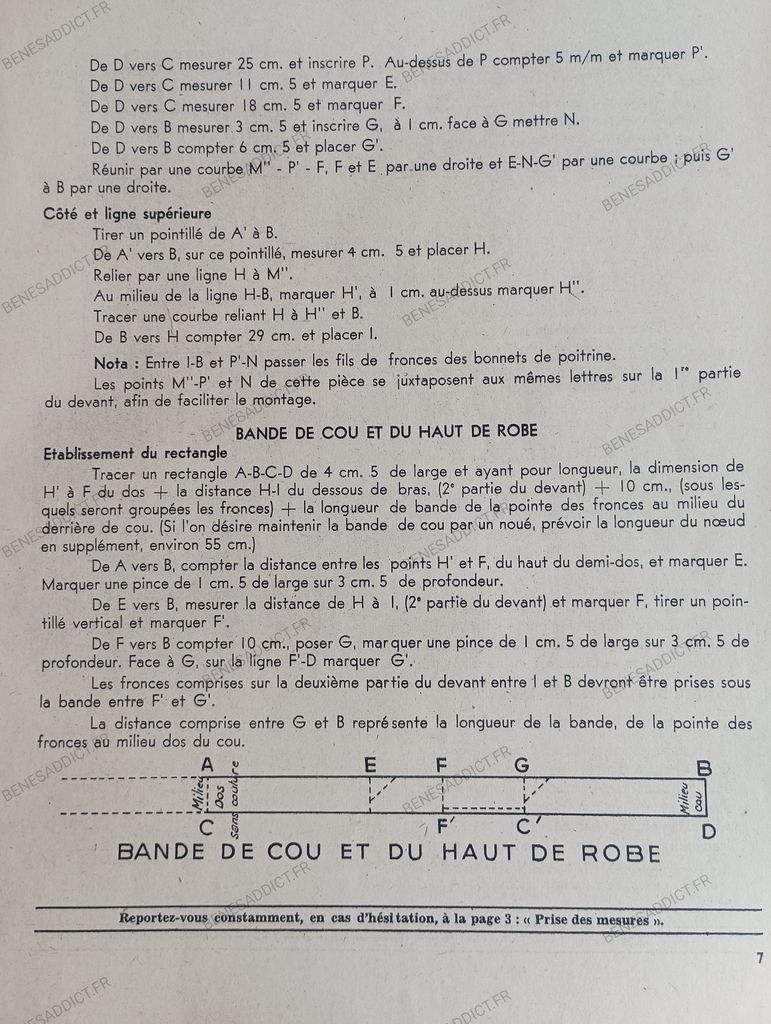 De D vers C mesurer 25 cm. et inscrire P. Au-dessus de P compter 5 m/m et marquer P'.
De D vers C mesurer 11 cm. 5 et marquer E.
De D vers C mesurer 18 cm. 5 et marquer F.
De D vers B mesurer 3 cm. 5 et inscrire G, à 1 cm. face à G mettre N.
De D vers B compter 6 cm. 5 et placer G'.
Réunir par une courbe M'' - P' - F, F et E par une droite et E-N-G' par une courbe ; puis G'
à B par une droite.
Côté et ligne supérieure
Tirer un pointillé de A' à B.
De A' vers B, sur ce pointillé, mesurer 4 cm. 5 et placer H.
Relier par une ligne H à M''.
Au milieu de la ligne H-B, marquer H', à 1 cm. au-dessus marquer H''.
Tracer une courbe reliant H à H'' et B.
De B vers H compter 29 cm. et placer I.
Nota : Entre I-B et P'-N passer les fils de fronces des bonnets de poitrine.
Les points M''-P' et N de cette pièce se juxtaposent aux mêmes lettres sur la 1re partie
du devant, afin de faciliter le montage.
BANDE DE COU ET DU HAUT DE ROBE
Etablissement du rectangle
Tracer un rectangle A-B-C-D de 4 cm. 5 de large et ayant pour longueur, la dimension de
H' à F du dos + la distance H-I du dessous de bras, (2e partie du devant) + 10 cm., (sous les-
quels seront groupées les fronces) + la longueur de bande de la pointe des fronces au milieu du
derrière de cou. (Si l'on désire maintenir la bande de cou par un noué, prévoir la longueur du nœud
en supplément, environ 55 cm.)
De A vers B, compter la distance entre les points H' et F, du haut du demi-dos, et marquer E.
Marquer une pince de 1 cm. 5 de large sur 3 cm. 5 de profondeur.
De E vers B, mesurer la distance de H à I, (2e partie du devant) et marquer F, tirer un poin-
tillé vertical et marquer F'.
De F vers B compter 10 cm., poser G, marquer une pince de 1 cm. 5 de large sur 3 cm. 5 de
profondeur. Face à G, sur la ligne F'-D marquer G'.
Les fronces comprises sur la deuxième partie du devant entre I et B devront être prises sous
la bande entre F' et G'.
La distance comprise entre G et B représente la longueur de la bande, de la pointe des
fronces au milieu dos du cou.
A E F G B
Milieu Dos
Sans couture
Milieu cou
C F' C' D
BANDE DE COU ET DU HAUT DE ROBE
Reportez-vous constamment, en cas d'hésitation, à la page 3 : « Prise des mesures ».
7
BENESADDICT.FR